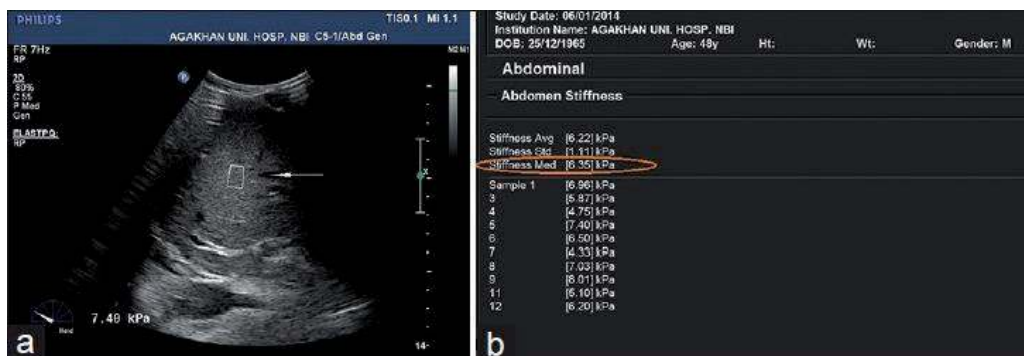 PHILIPS
TIS0.1 MI 1.1
AGAKHAN UNI. HOSP. NBI C5-1/Abd Gen
FR 7Hz
RP
M2 M1
2D
80%
C 55
P Med
Gen
ELASTPQ:
RP
x
7.40 kPa
14-
a
Study Date: 06/01/2014
Institution Name: AGAKHAN UNI. HOSP. NBI
DOB: 25/12/1965 Age: 48y Ht: Wt: Gender: M
Abdominal
Abdomen Stiffness
Stiffness Avg [6.22] kPa
Stiffness Std [1.11] kPa
Stiffness Med [6.35] kPa
Sample 1 [6.96] kPa
3 [5.87] kPa
4 [4.75] kPa
5 [7.40] kPa
6 [6.50] kPa
7 [4.33] kPa
8 [7.03] kPa
9 [8.01] kPa
11 [5.10] kPa
12 [6.20] kPa
b